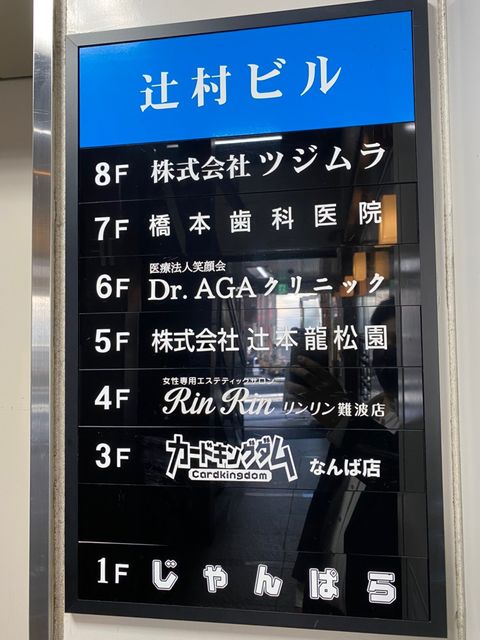 辻村ビル
8F 株式会社 ツジムラ
7F 橋本歯科医院
医療法人笑顔会
6F Dr. AGAクリニック
5F 株式会社 辻本龍松園
女性専用エステティックサロン
4F Rin Rin リンリン難波店
3F カードキングダム なんば店
Cardkingdom
1F じゃんぱら